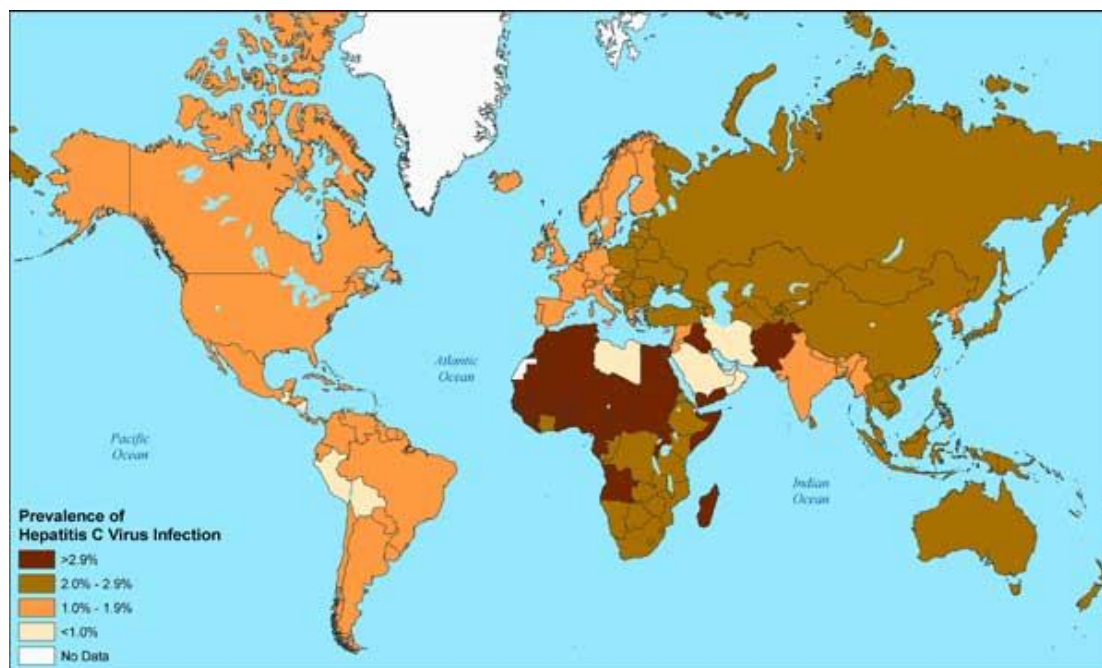 Atlantic
Ocean
Pacific
Ocean
Indian
Ocean
Prevalence of
Hepatitis C Virus Infection
>2.9%
2.0% - 2.9%
1.0% - 1.9%
<1.0%
No Data